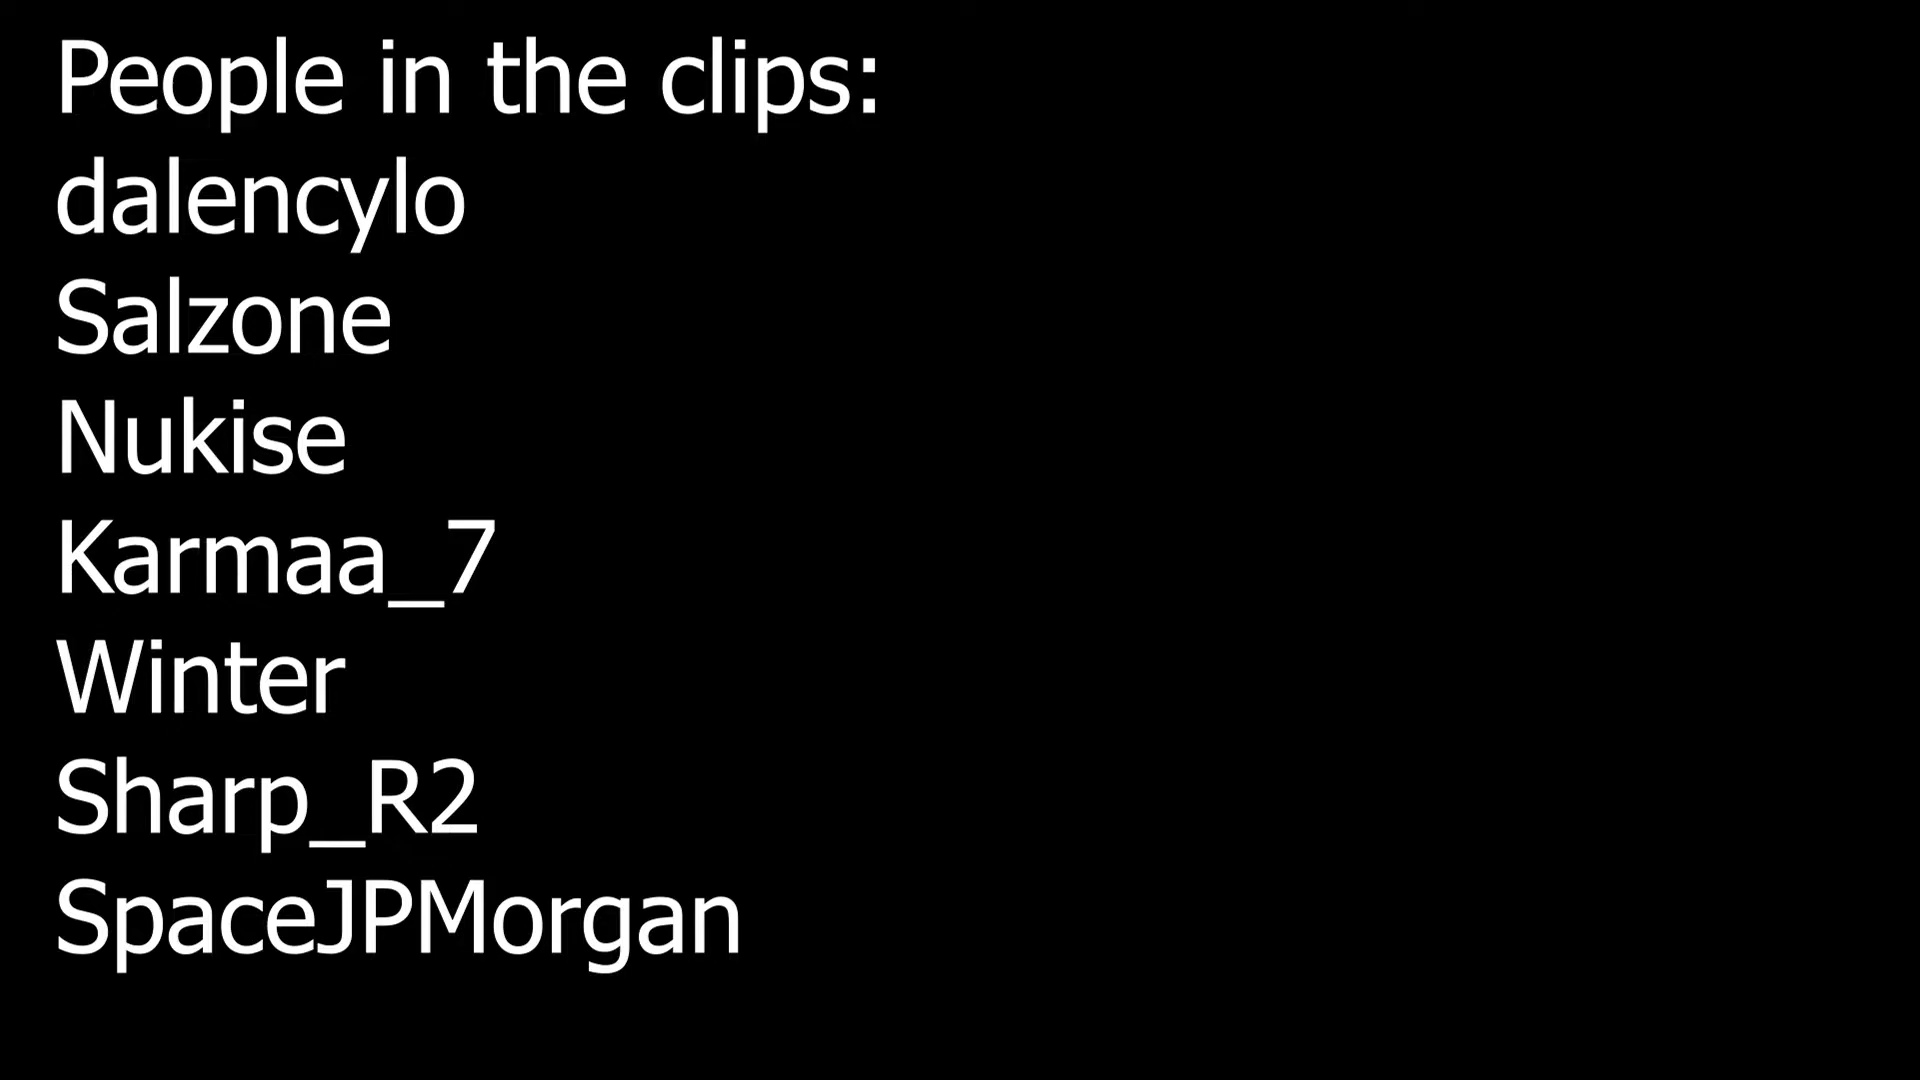 People in the clips:
dalencylo
Salzone
Nukise
Karmaa_7
Winter
Sharp_R2
SpaceJPMorgan